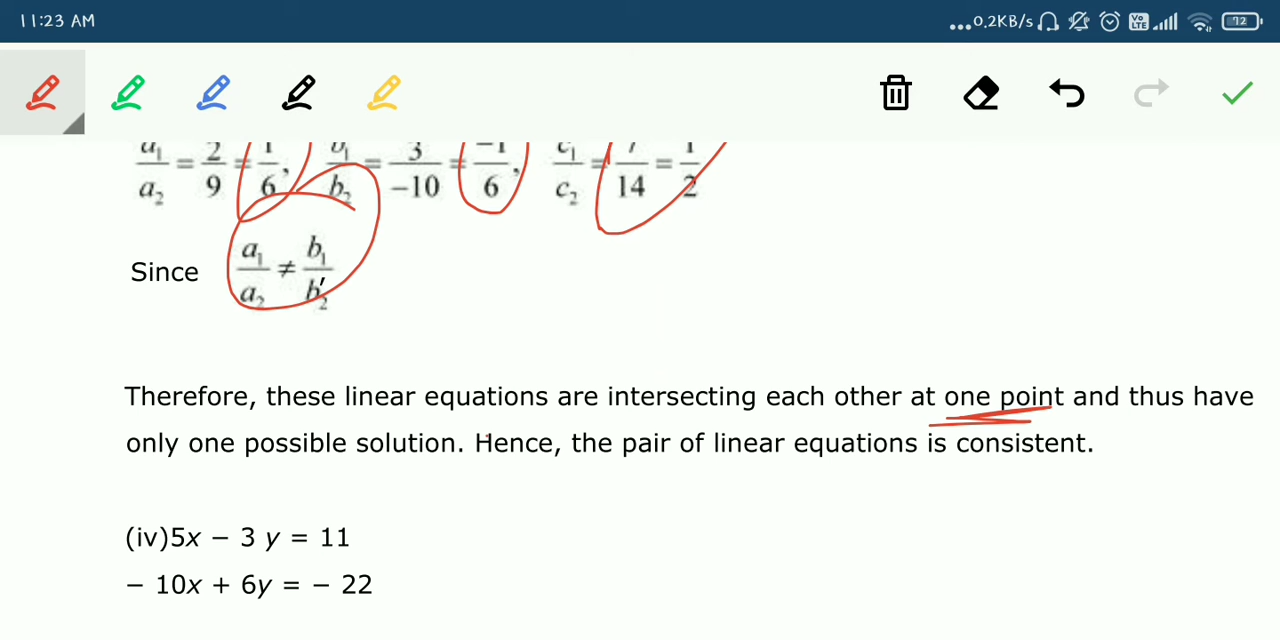 11:23 AM ...0.2KB/s Vo LTE 72
a₁/a₂ = 2/9 = 1/6, b₁/b₂ = 3/−10 = −1/6, c₁/c₂ = 7/14 = 1/2
Since a₁/a₂ ≠ b₁/b₂'
Therefore, these linear equations are intersecting each other at one point and thus have
only one possible solution. Hence, the pair of linear equations is consistent.
(iv)5x − 3 y = 11
− 10x + 6y = − 22